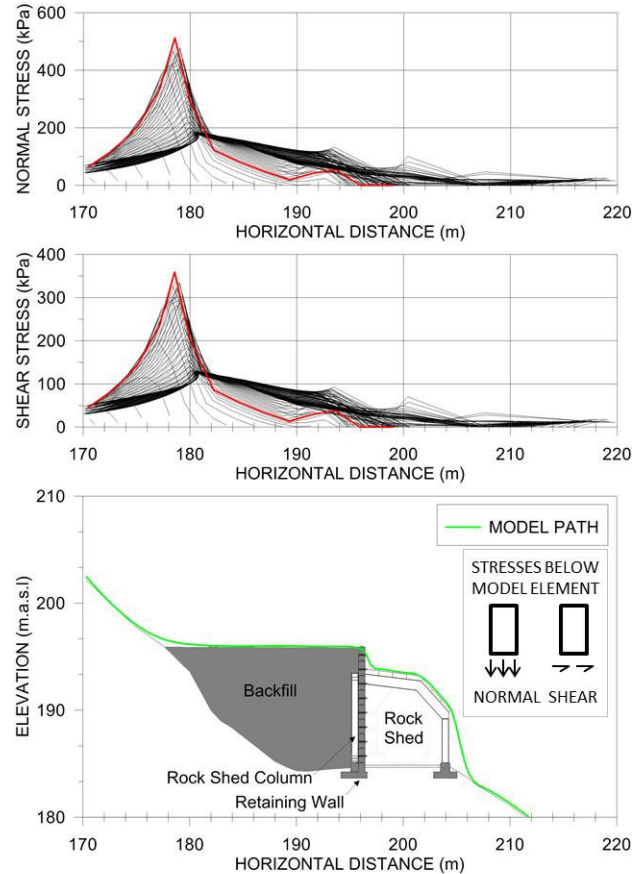 NORMAL STRESS (kPa)
600
400
200
0
170
180
190
200
210
220
HORIZONTAL DISTANCE (m)
SHEAR STRESS (kPa)
400
300
200
100
0
170
180
190
200
210
220
HORIZONTAL DISTANCE (m)
ELEVATION (m.a.s.l)
210
200
190
180
MODEL PATH
STRESSES BELOW
MODEL ELEMENT
NORMAL SHEAR
Backfill
Rock
Shed
Rock Shed Column
Retaining Wall
170
180
190
200
210
220
HORIZONTAL DISTANCE (m)